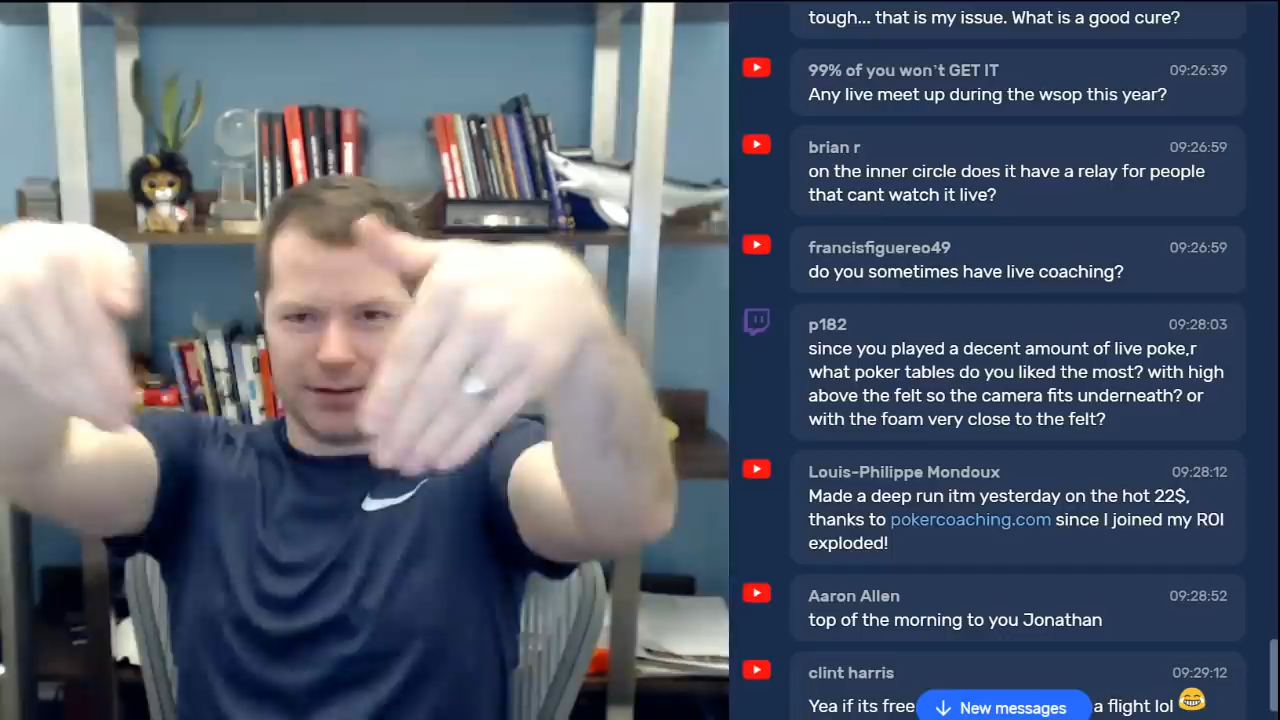 tough... that is my issue. What is a good cure?
99% of you won't GET IT 09:26:39
Any live meet up during the wsop this year?
brian r 09:26:59
on the inner circle does it have a relay for people
that cant watch it live?
francisfiguereo49 09:26:59
do you sometimes have live coaching?
p182 09:28:03
since you played a decent amount of live poke,r
what poker tables do you liked the most? with high
above the felt so the camera fits underneath? or
with the foam very close to the felt?
Louis-Philippe Mondoux 09:28:12
Made a deep run itm yesterday on the hot 22$,
thanks to pokercoaching.com since I joined my ROI
exploded!
Aaron Allen 09:28:52
top of the morning to you Jonathan
clint harris 09:29:12
Yea if its free a flight lol 😂
New messages